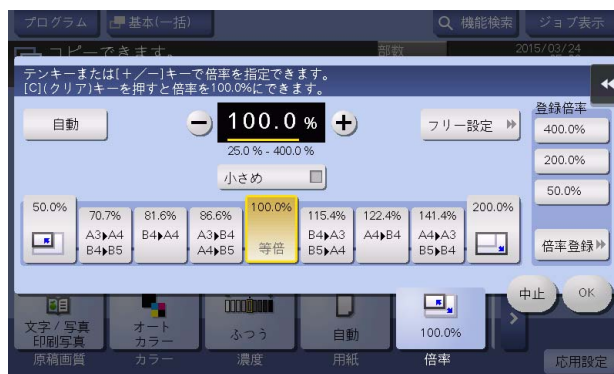 プログラム
基本(一括)
機能検索
ジョブ表示
コピーできます。
部数
2015/03/24
テンキーまたは[+/-]キーで倍率を指定できます。
[C](クリア)キーを押すと倍率を100.0%にできます。
自動
100.0 %
25.0 % - 400.0 %
フリー設定
小さめ
登録倍率
400.0%
200.0%
50.0%
倍率登録
50.0%
70.7%
A3▶A4
B4▶B5
81.6%
B4▶A4
86.6%
A3▶B4
A4▶B5
100.0%
等倍
115.4%
B4▶A3
B5▶A4
122.4%
A4▶B4
141.4%
A4▶A3
B5▶B4
200.0%
中止
OK
文字/写真
印刷写真
オート
カラー
ふつう
自動
100.0%
原稿画質
カラー
濃度
用紙
倍率
応用設定